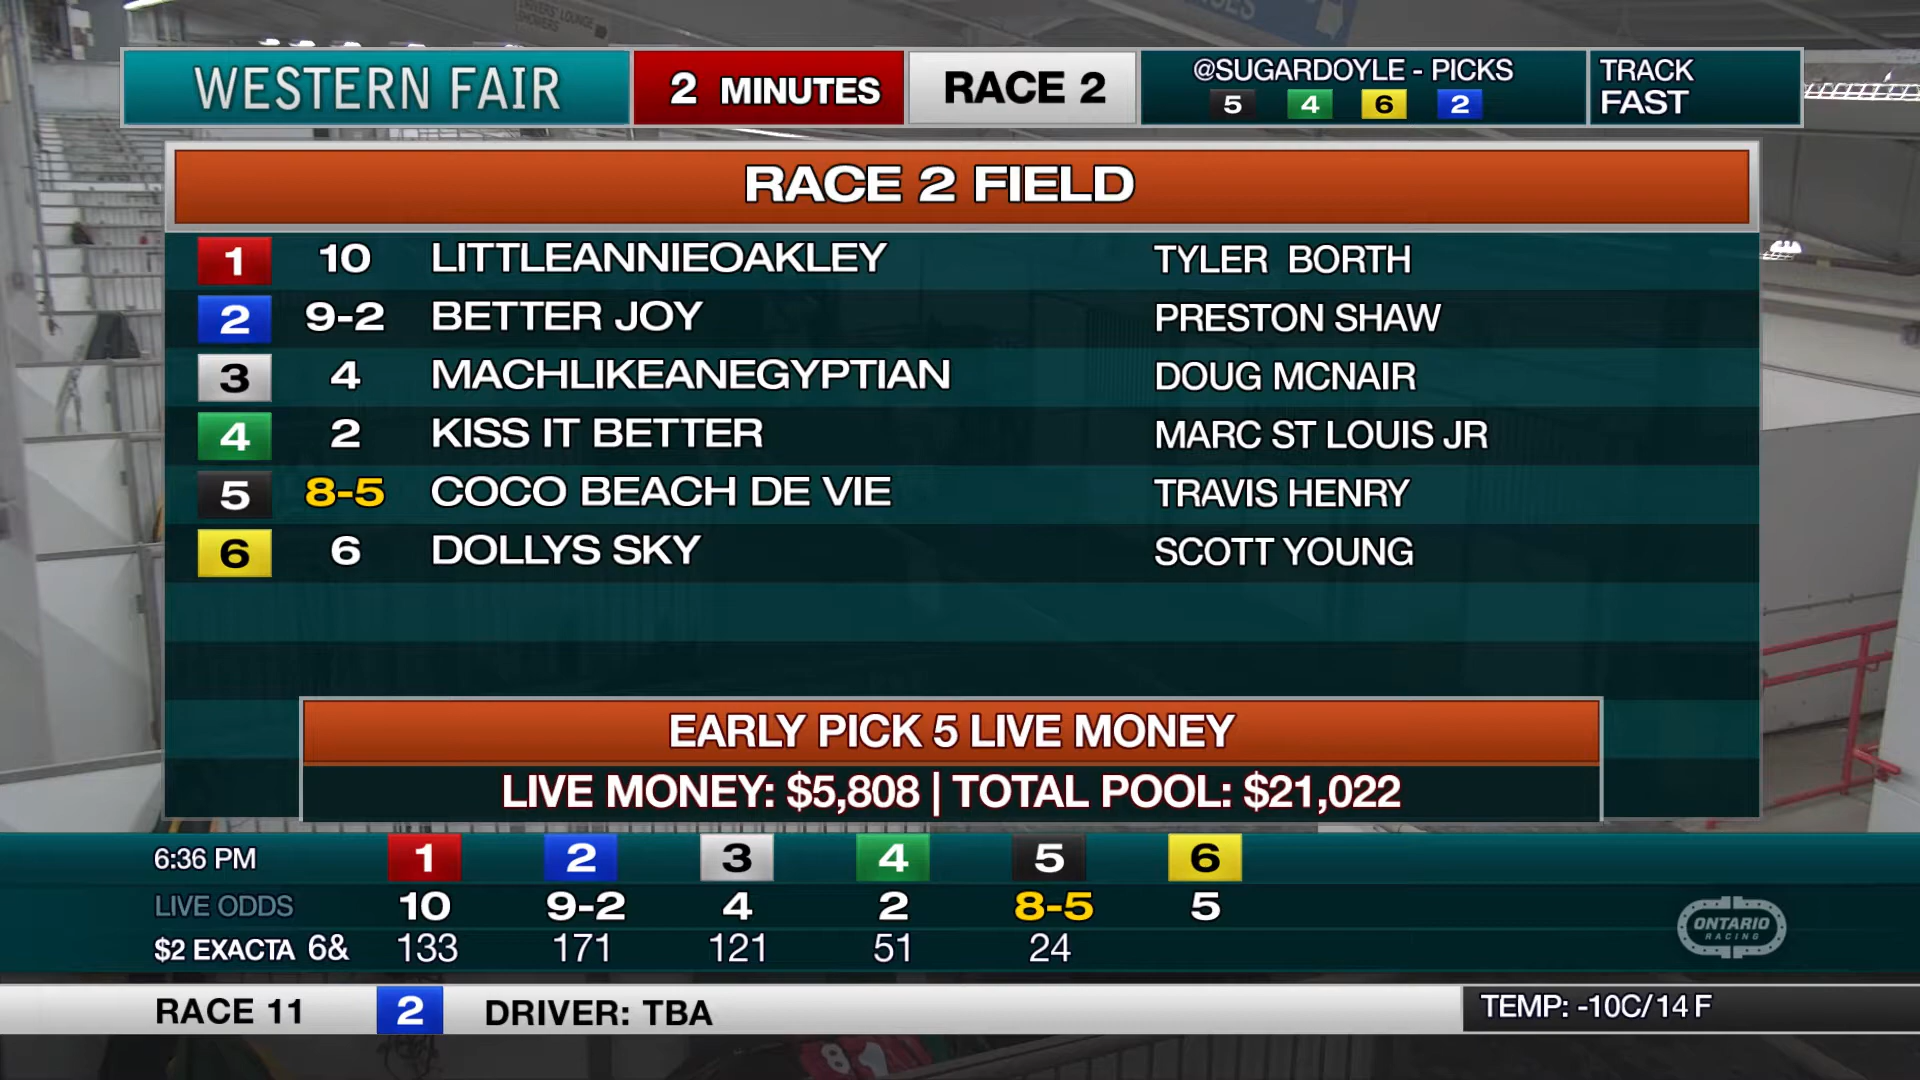 DRIVERS' LOUNGE
SHOWERS
WESTERN FAIR
2 MINUTES
RACE 2
@SUGARDOYLE - PICKS
5 4 6 2
TRACK
FAST
RACE 2 FIELD
1 10 LITTLEANNIEOAKLEY TYLER BORTH
2 9-2 BETTER JOY PRESTON SHAW
3 4 MACHLIKEANEGYPTIAN DOUG MCNAIR
4 2 KISS IT BETTER MARC ST LOUIS JR
5 8-5 COCO BEACH DE VIE TRAVIS HENRY
6 6 DOLLYS SKY SCOTT YOUNG
EARLY PICK 5 LIVE MONEY
LIVE MONEY: $5,808 | TOTAL POOL: $21,022
6:36 PM 1 2 3 4 5 6
LIVE ODDS 10 9-2 4 2 8-5 5
$2 EXACTA 6& 133 171 121 51 24
ONTARIO
RACING
RACE 11 2 DRIVER: TBA
TEMP: -10C/14 F